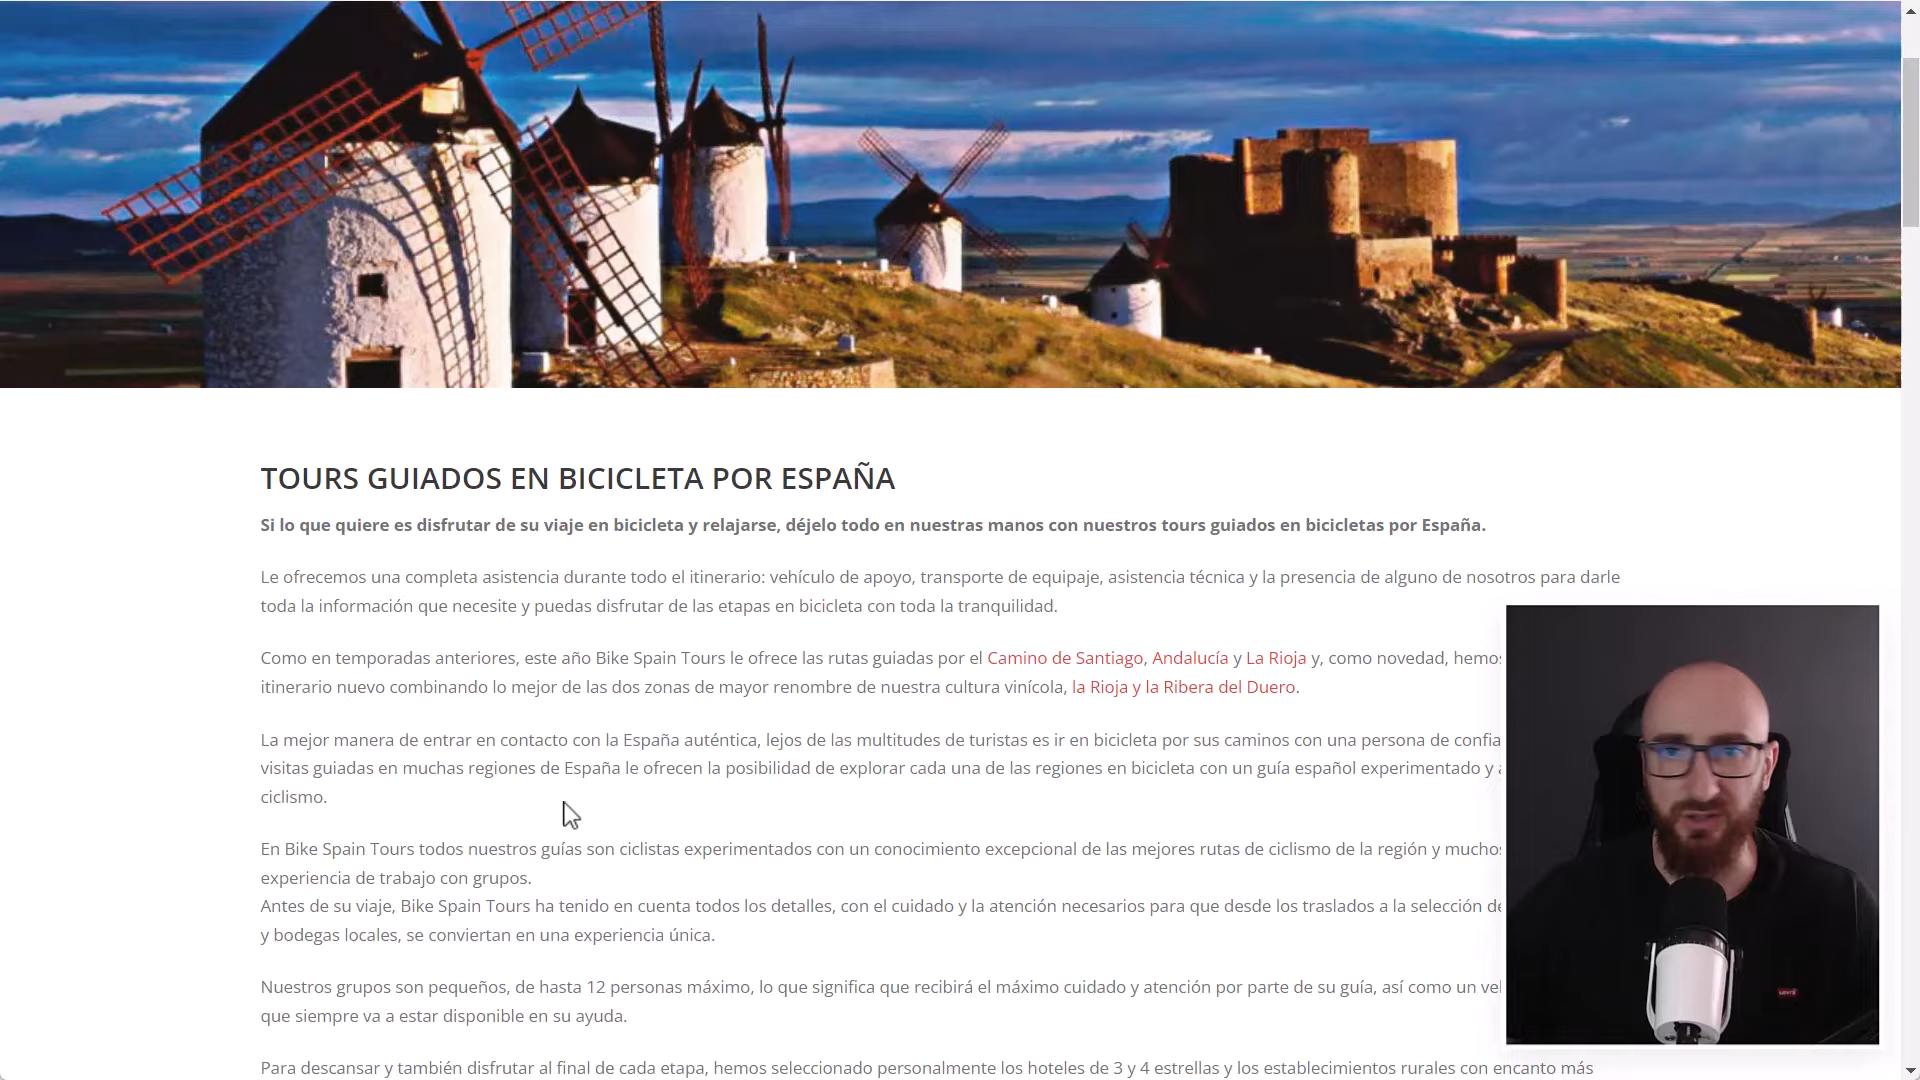 TOURS GUIADOS EN BICICLETA POR ESPAÑA
Si lo que quiere es disfrutar de su viaje en bicicleta y relajarse, déjelo todo en nuestras manos con nuestros tours guiados en bicicletas por España.
Le ofrecemos una completa asistencia durante todo el itinerario: vehículo de apoyo, transporte de equipaje, asistencia técnica y la presencia de alguno de nosotros para darle
toda la información que necesite y puedas disfrutar de las etapas en bicicleta con toda la tranquilidad.
Como en temporadas anteriores, este año Bike Spain Tours le ofrece las rutas guiadas por el Camino de Santiago, Andalucía y La Rioja y, como novedad, hemos
itinerario nuevo combinando lo mejor de las dos zonas de mayor renombre de nuestra cultura vinícola, la Rioja y la Ribera del Duero.
La mejor manera de entrar en contacto con la España auténtica, lejos de las multitudes de turistas es ir en bicicleta por sus caminos con una persona de confia
visitas guiadas en muchas regiones de España le ofrecen la posibilidad de explorar cada una de las regiones en bicicleta con un guía español experimentado y
ciclismo.
En Bike Spain Tours todos nuestros guías son ciclistas experimentados con un conocimiento excepcional de las mejores rutas de ciclismo de la región y muchos
experiencia de trabajo con grupos.
Antes de su viaje, Bike Spain Tours ha tenido en cuenta todos los detalles, con el cuidado y la atención necesarios para que desde los traslados a la selección de
y bodegas locales, se conviertan en una experiencia única.
Nuestros grupos son pequeños, de hasta 12 personas máximo, lo que significa que recibirá el máximo cuidado y atención por parte de su guía, así como un
que siempre va a estar disponible en su ayuda.
Para descansar y también disfrutar al final de cada etapa, hemos seleccionado personalmente los hoteles de 3 y 4 estrellas y los establecimientos rurales con encanto más